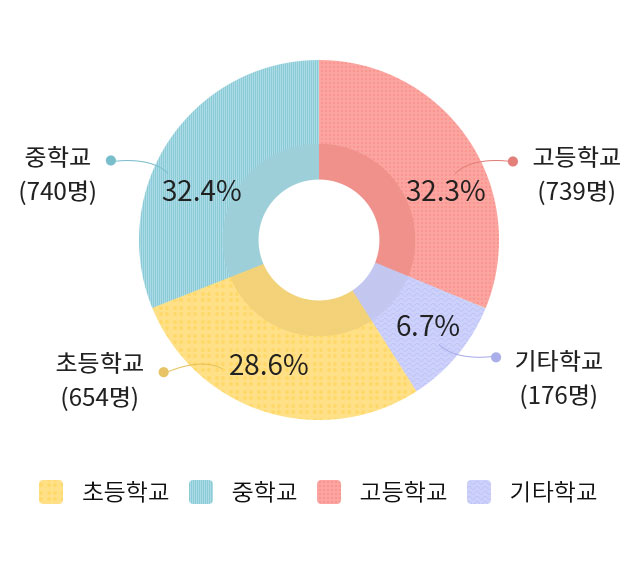 중학교
(740명)
32.4%
32.3%
고등학교
(739명)
초등학교
(654명)
28.6%
6.7%
기타학교
(176명)
초등학교 중학교 고등학교 기타학교